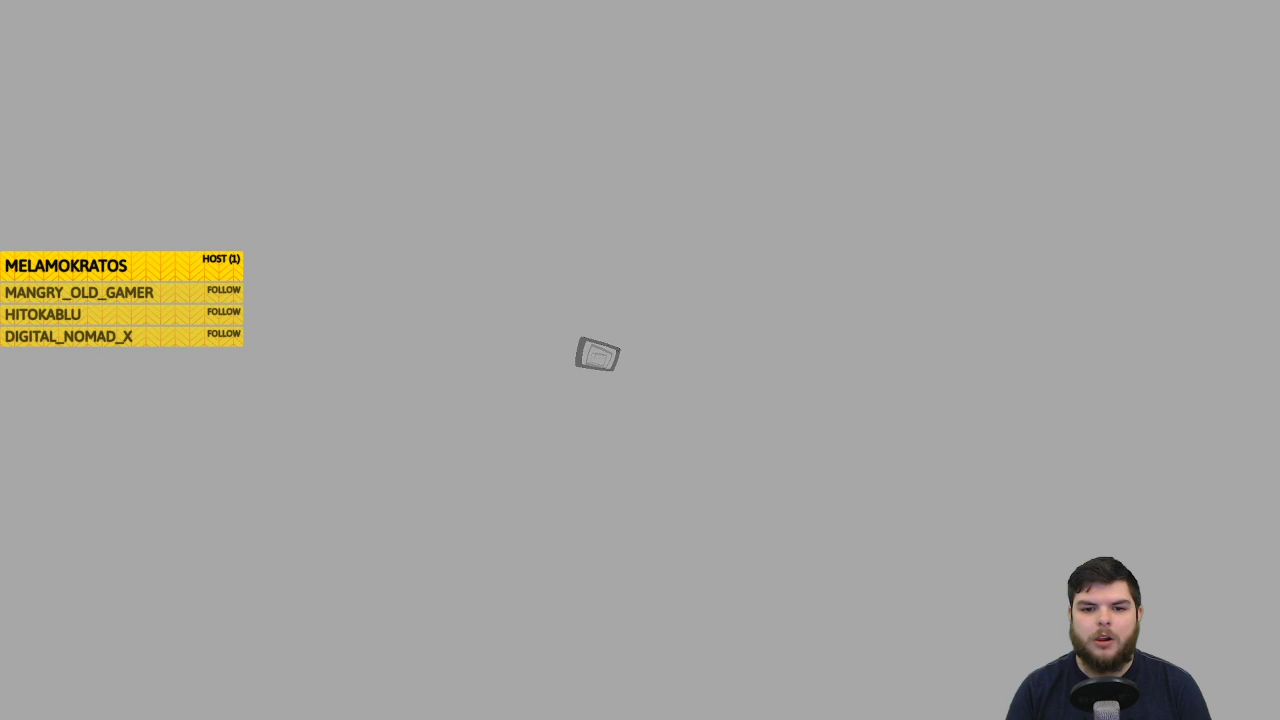 MELAMOKRATOS HOST (1)
MANGRY_OLD_GAMER FOLLOW
HITOKABLU FOLLOW
DIGITAL_NOMAD_X FOLLOW